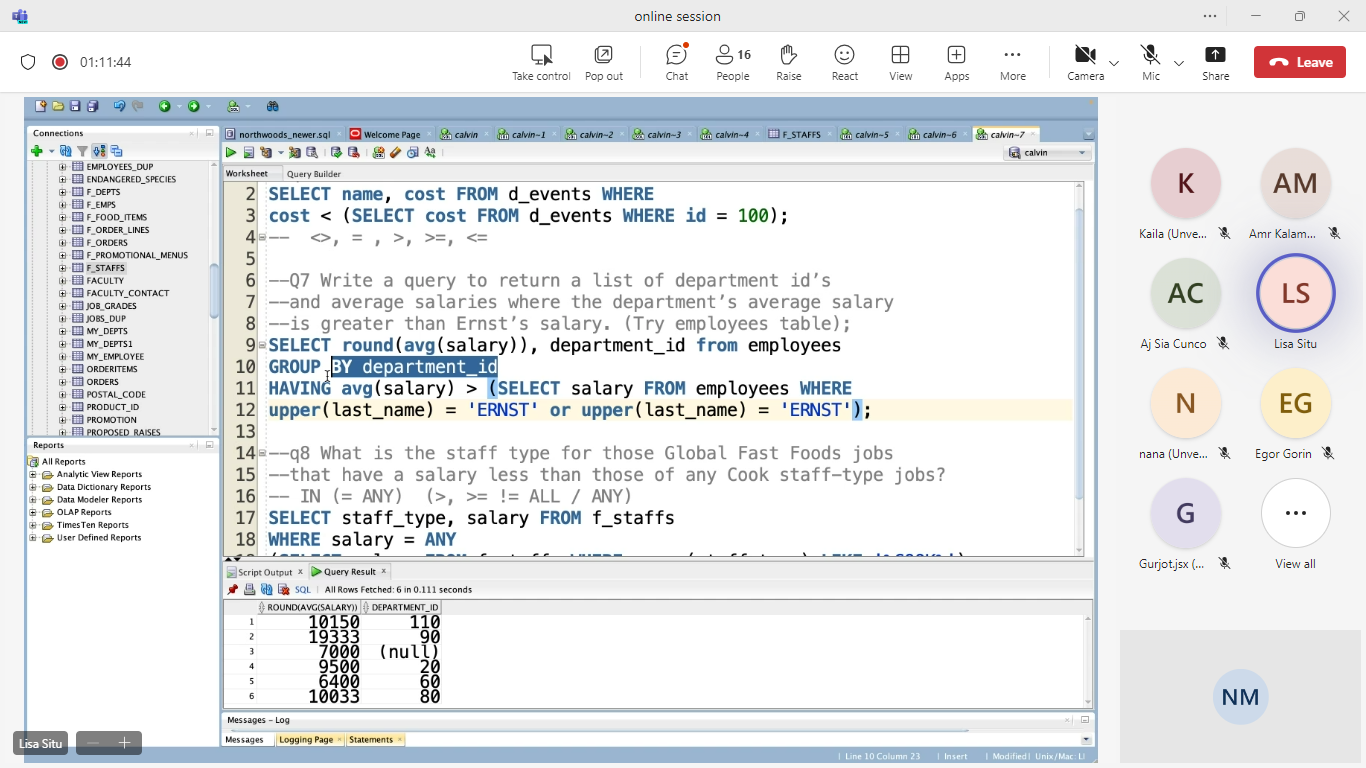 online session
01:11:44
Take control
Pop out
Chat
16
People
Raise
React
View
Apps
More
Camera
Mic
Share
Leave
Connections
EMPLOYEES_DUP
ENDANGERED_SPECIES
F_DEPTS
F_EMPS
F_FOOD_ITEMS
F_ORDER_LINES
F_ORDERS
F_PROMOTIONAL_MENUS
F_STAFFS
FACULTY
FACULTY_CONTACT
JOB_GRADES
JOBS_DUP
MY_DEPTS
MY_DEPTS1
MY_EMPLOYEE
ORDERITEMS
ORDERS
POSTAL_CODE
PRODUCT_ID
PROMOTION
PROPOSED RAISES
Reports
All Reports
Analytic View Reports
Data Dictionary Reports
Data Modeler Reports
OLAP Reports
TimesTen Reports
User Defined Reports
northwoods_newer.sql
Welcome Page
calvin
calvin~1
calvin~2
calvin~3
calvin~4
F_STAFFS
calvin~5
calvin~6
calvin~7
calvin
Worksheet Query Builder
2 SELECT name, cost FROM d_events WHERE
3 cost < (SELECT cost FROM d_events WHERE id = 100);
4 -- <>, = , >, >=, <=
5
6 --Q7 Write a query to return a list of department id's
7 --and average salaries where the department's average salary
8 --is greater than Ernst's salary. (Try employees table);
9 SELECT round(avg(salary)), department_id from employees
10 GROUP BY department_id
11 HAVING avg(salary) > (SELECT salary FROM employees WHERE
12 upper(last_name) = 'ERNST' or upper(last_name) = 'ERNST');
13
14 --q8 What is the staff type for those Global Fast Foods jobs
15 --that have a salary less than those of any Cook staff-type jobs?
16 -- IN (= ANY) (>, >= != ALL / ANY)
17 SELECT staff_type, salary FROM f_staffs
18 WHERE salary = ANY
Script Output
Query Result
SQL
All Rows Fetched: 6 in 0.111 seconds
ROUND(AVG(SALARY)) DEPARTMENT_ID
1 10150 110
2 19333 90
3 7000 (null)
4 9500 20
5 6400 60
6 10033 80
Messages - Log
Messages
Logging Page
Statements
Line 10 Column 23
Insert
Modified
Unix/Mac: LI
Lisa Situ
K
Kaila (Unve...
AM
Amr Kalam...
AC
Aj Sia Cunco
LS
Lisa Situ
N
nana (Unve...
EG
Egor Gorin
G
Gurjot.jsx (...
View all
NM